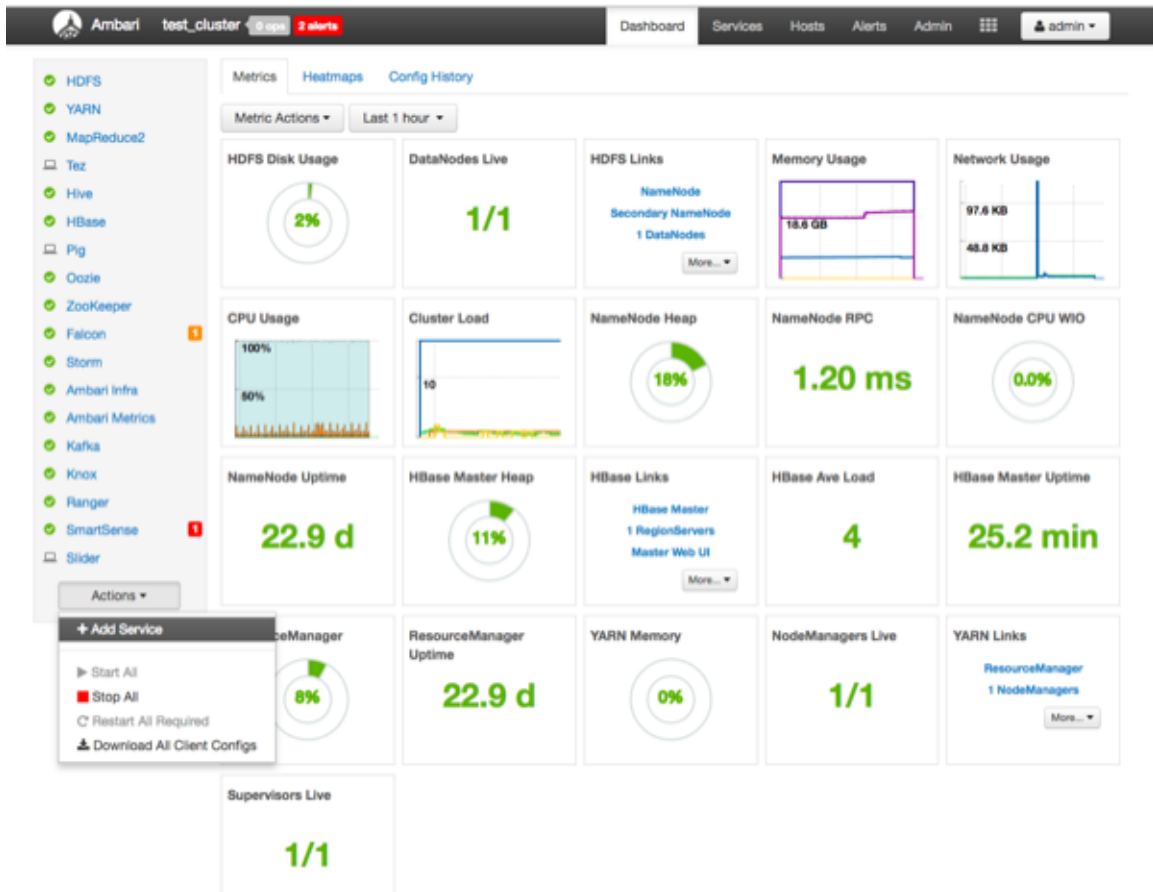 Ambari test_cluster 0 ops 2 alerts Dashboard Services Hosts Alerts Admin admin
HDFS
YARN
MapReduce2
Tez
Hive
HBase
Pig
Oozie
ZooKeeper
Falcon 1
Storm
Ambari Infra
Ambari Metrics
Kafka
Knox
Ranger
SmartSense 1
Slider
Actions
+ Add Service
Start All
Stop All
Restart All Required
Download All Client Configs
Metrics Heatmaps Config History
Metric Actions Last 1 hour
HDFS Disk Usage
2%
DataNodes Live
1/1
HDFS Links
NameNode
Secondary NameNode
1 DataNodes
More...
Memory Usage
18.6 GB
Network Usage
97.6 KB
48.8 KB
CPU Usage
100%
50%
Cluster Load
10
NameNode Heap
18%
NameNode RPC
1.20 ms
NameNode CPU WIO
0.0%
NameNode Uptime
22.9 d
HBase Master Heap
11%
HBase Links
HBase Master
1 RegionServers
Master Web UI
More...
HBase Ave Load
4
HBase Master Uptime
25.2 min
eManager
8%
ResourceManager
Uptime
22.9 d
YARN Memory
0%
NodeManagers Live
1/1
YARN Links
ResourceManager
1 NodeManagers
More...
Supervisors Live
1/1